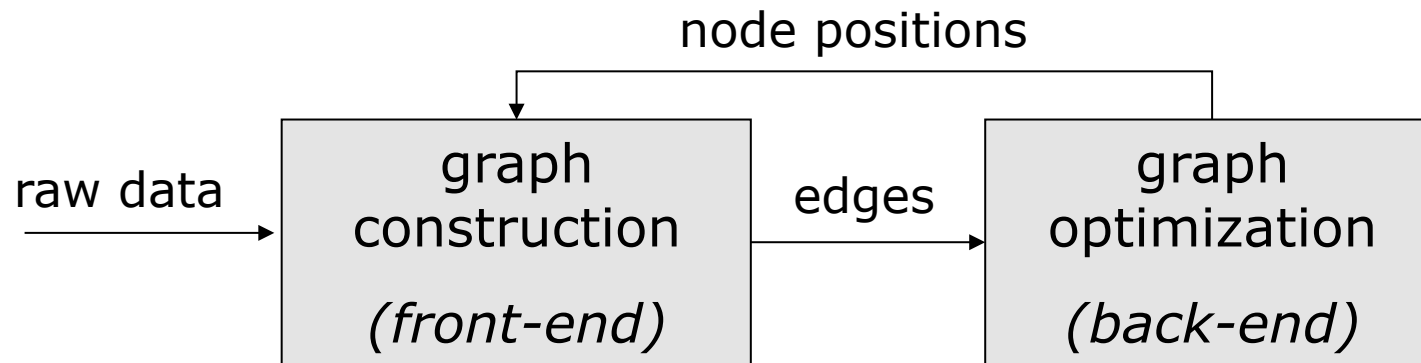 node positions
raw data
graph
construction
(front-end)
edges
graph
optimization
(back-end)